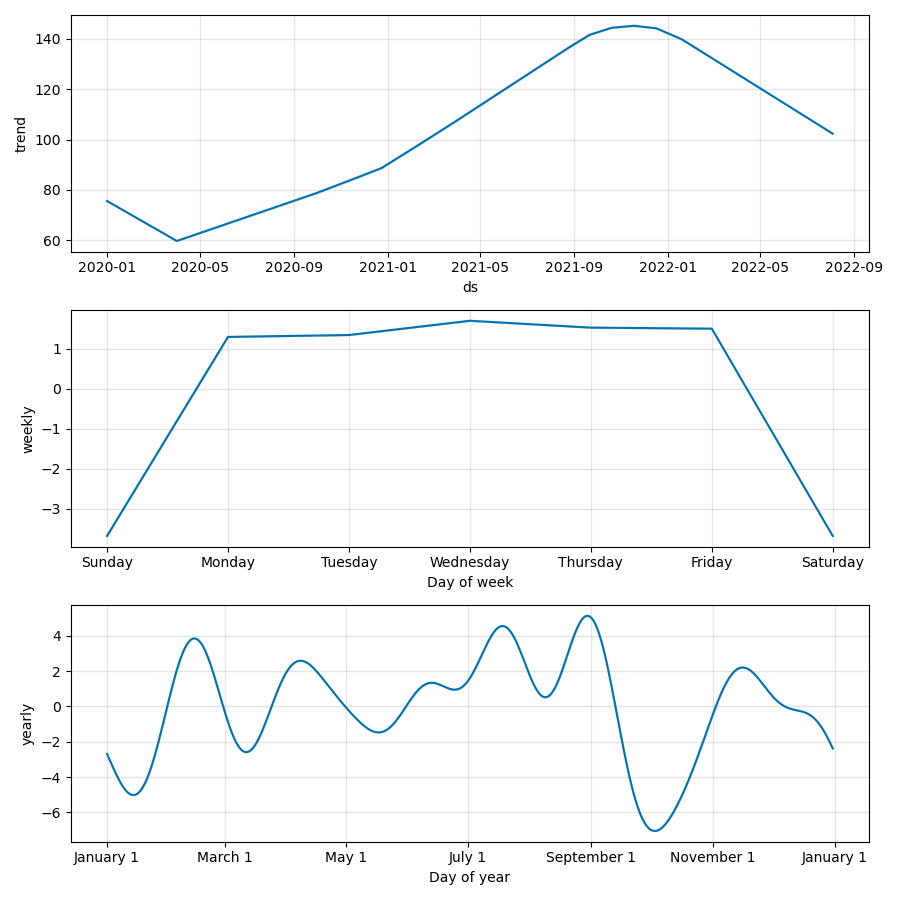 140
120
100
80
60
trend
2020-01 2020-05 2020-09 2021-01 2021-05 2021-09 2022-01 2022-05 2022-09
ds
1
0
−1
−2
−3
weekly
Sunday Monday Tuesday Wednesday Thursday Friday Saturday
Day of week
4
2
0
−2
−4
−6
yearly
January 1 March 1 May 1 July 1 September 1 November 1 January 1
Day of year